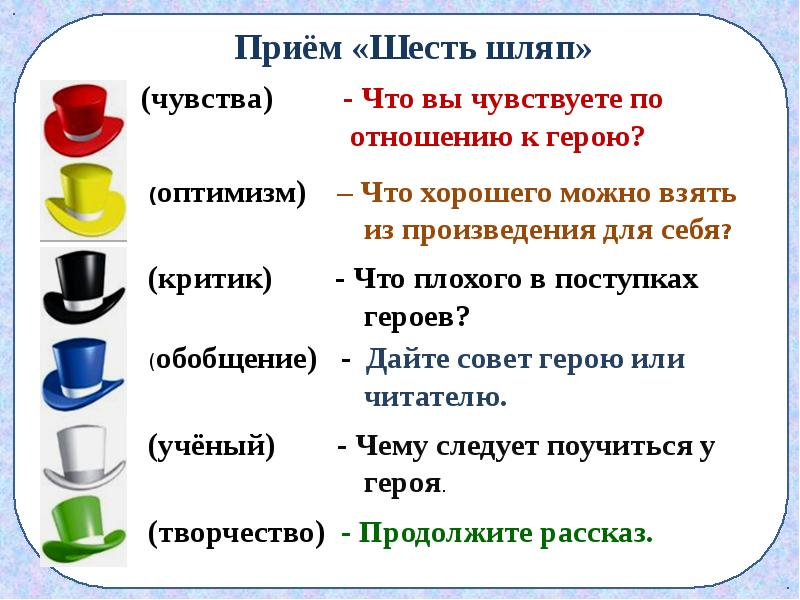 Приём «Шесть шляп»
(чувства) - Что вы чувствуете по
отношению к герою?
(оптимизм) – Что хорошего можно взять
из произведения для себя?
(критик) - Что плохого в поступках
героев?
(обобщение) - Дайте совет герою или
читателю.
(учёный) - Чему следует поучиться у
героя.
(творчество) - Продолжите рассказ.